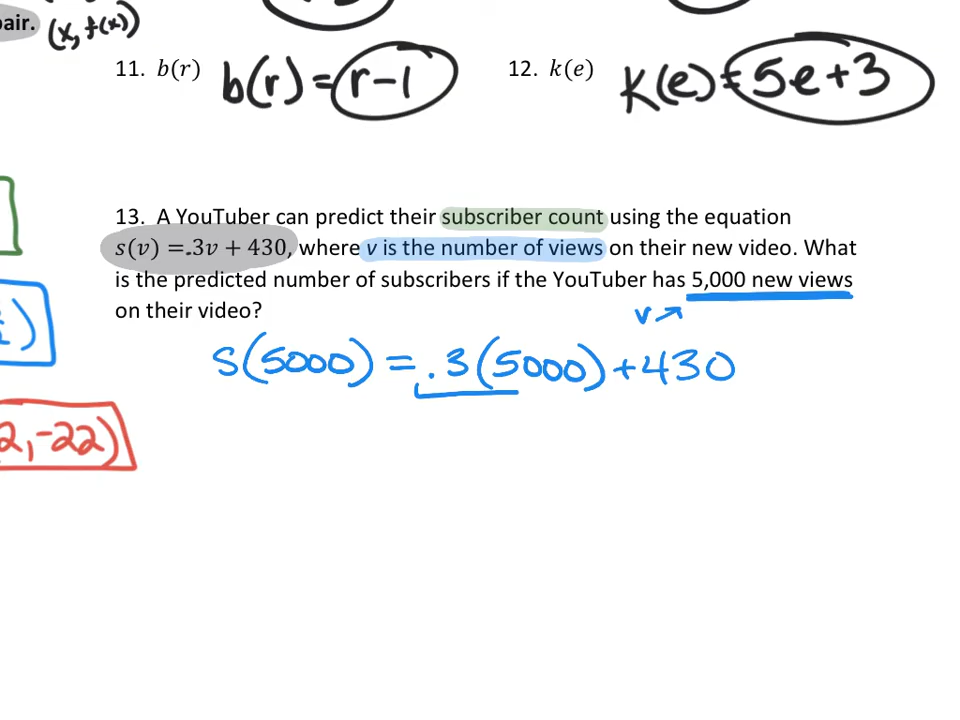 pair. (x, f(x))
11. b(r) b(r) = r-1
12. k(e) K(e) = 5e+3
13. A YouTuber can predict their subscriber count using the equation
s(v) = .3v + 430, where v is the number of views on their new video. What
is the predicted number of subscribers if the YouTuber has 5,000 new views
on their video?
v
S(5000) = .3(5000)+430
2,-22)